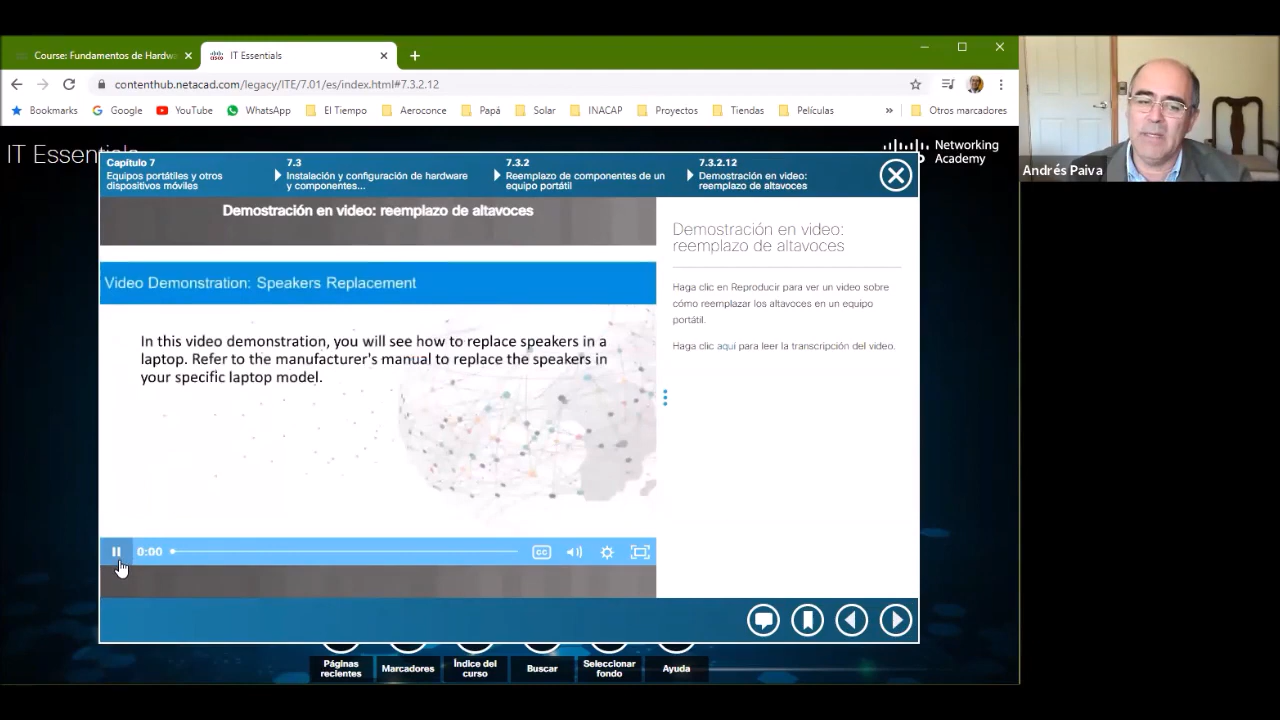 Course: Fundamentos de Hardw
IT Essentials
contenthub.netacad.com/legacy/ITE/7.01/es/index.html#7.3.2.12
Bookmarks
Google
YouTube
WhatsApp
El Tiempo
Aeroconce
Papá
Solar
INACAP
Proyectos
Tiendas
Películas
»
Otros marcadores
IT Essentials
Networking
Academy
CISCO
Capítulo 7
Equipos portátiles y otros
dispositivos móviles
7.3
Instalación y configuración de hardware
y componentes...
7.3.2
Reemplazo de componentes de un
equipo portátil
7.3.2.12
Demostración en video:
reemplazo de altavoces
Andrés Paiva
Demostración en video: reemplazo de altavoces
Video Demonstration: Speakers Replacement
In this video demonstration, you will see how to replace speakers in a
laptop. Refer to the manufacturer's manual to replace the speakers in
your specific laptop model.
0:00
CC
Demostración en video:
reemplazo de altavoces
Haga clic en Reproducir para ver un video sobre
cómo reemplazar los altavoces en un equipo
portátil.
Haga clic aquí para leer la transcripción del video.
Páginas
recientes
Marcadores
Índice del
curso
Buscar
Seleccionar
fondo
Ayuda